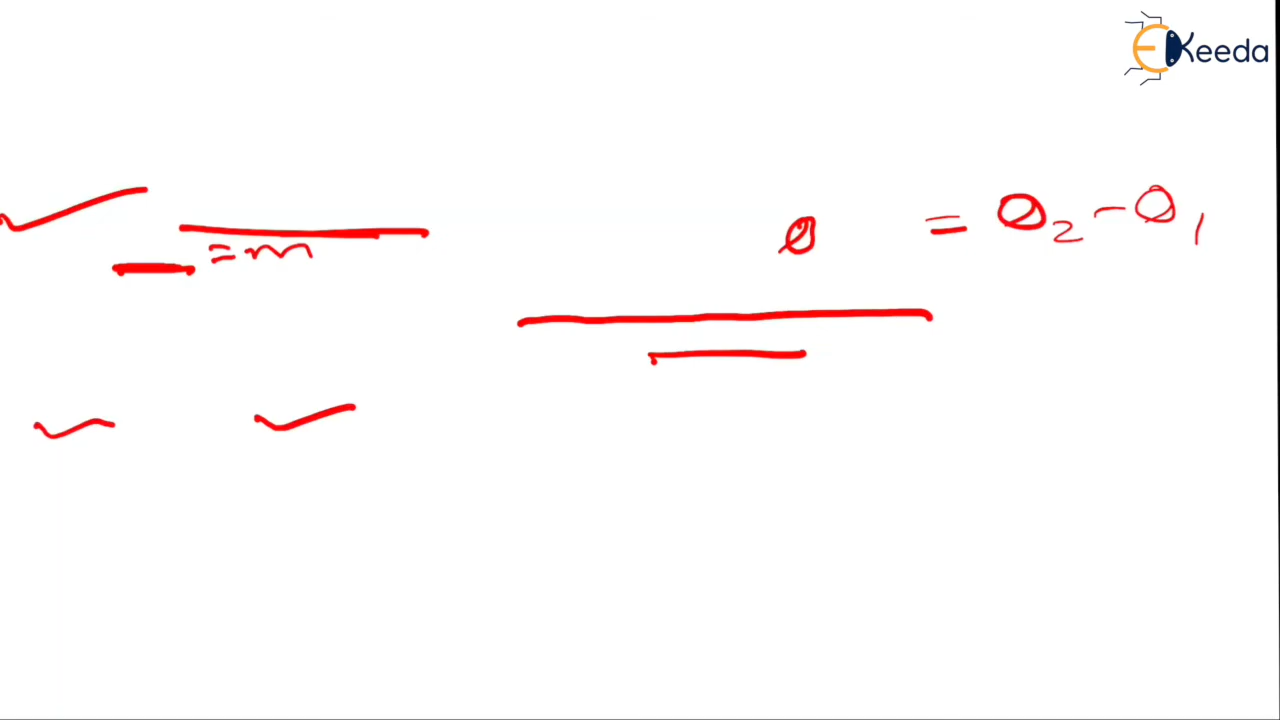 EKeeda
θ = θ₂ - θ₁
= m